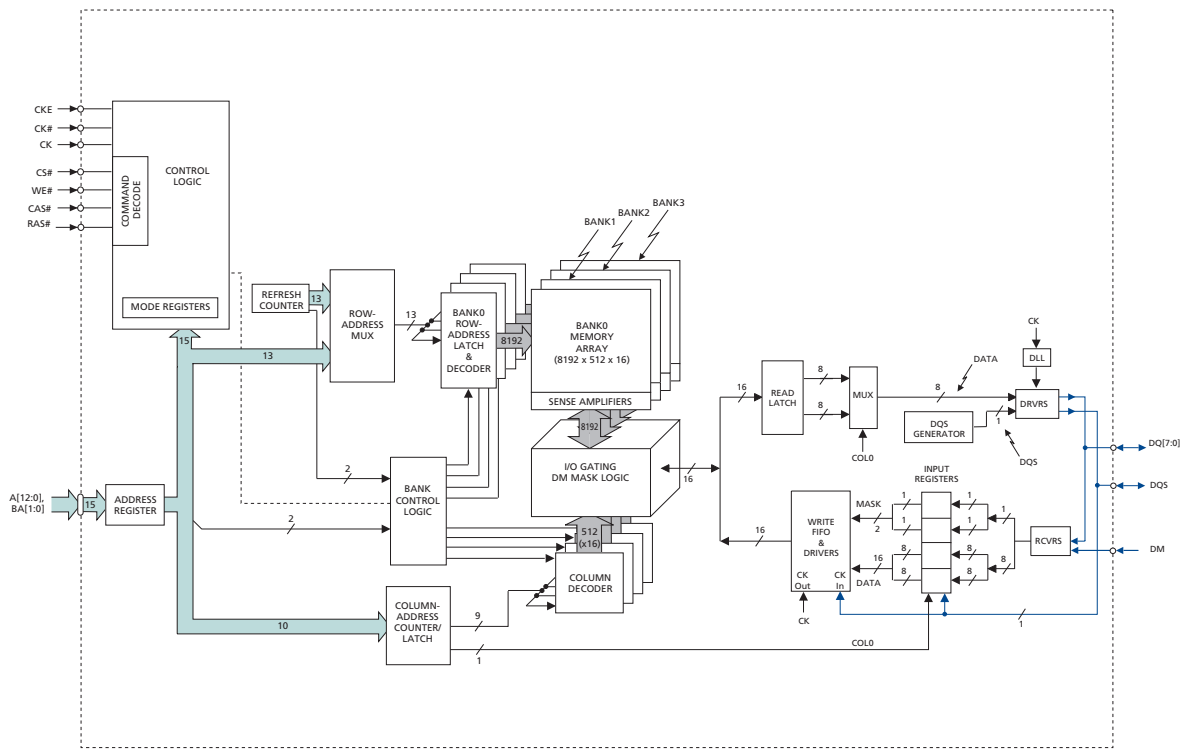 CKE
CK#
CK
CS#
WE#
CAS#
RAS#
COMMAND
DECODE
CONTROL
LOGIC
MODE REGISTERS
15
REFRESH
COUNTER
13
13
ROW-
ADDRESS
MUX
13
BANK0
ROW-
ADDRESS
LATCH
&
DECODER
8192
BANK1
BANK2
BANK3
BANK0
MEMORY
ARRAY
(8192 x 512 x 16)
SENSE AMPLIFIERS
8192
I/O GATING
DM MASK LOGIC
16
512
(x16)
COLUMN
DECODER
2
2
BANK
CONTROL
LOGIC
A[12:0],
BA[1:0]
15
ADDRESS
REGISTER
10
COLUMN-
ADDRESS
COUNTER/
LATCH
9
1
COL0
16
READ
LATCH
8
8
MUX
COL0
8
DATA
DQS
GENERATOR
1
DQS
CK
DLL
DRVRS
DQ[7:0]
DQS
DM
16
WRITE
FIFO
&
DRIVERS
CK
Out
CK
In
CK
MASK
2
16
DATA
INPUT
REGISTERS
1
1
8
8
1
1
8
8
1
8
RCVRS
1